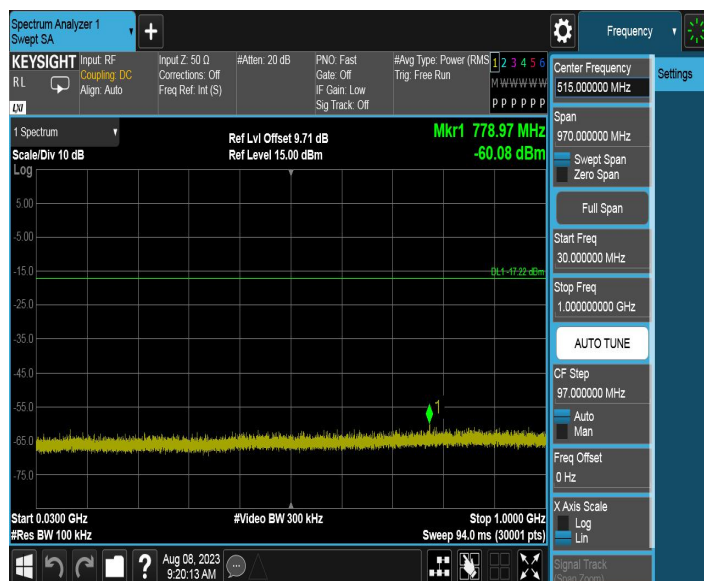 Spectrum Analyzer 1
Swept SA
+
Frequency
KEYSIGHT
RL
LXI
Input: RF
Coupling: DC
Align: Auto
Input Z: 50 Ω
Corrections: Off
Freq Ref: Int (S)
#Atten: 20 dB
PNO: Fast
Gate: Off
IF Gain: Low
Sig Track: Off
#Avg Type: Power (RMS
Trig: Free Run
1 2 3 4 5 6
M W W W W W
P P P P P P
1 Spectrum
Scale/Div 10 dB
Ref Lvl Offset 9.71 dB
Ref Level 15.00 dBm
Mkr1 778.97 MHz
-60.08 dBm
Log
5.00
-5.00
-15.0
DL1 -17.22 dBm
-25.0
-35.0
-45.0
-55.0
1
-65.0
-75.0
Start 0.0300 GHz
#Res BW 100 kHz
#Video BW 300 kHz
Stop 1.0000 GHz
Sweep 94.0 ms (30001 pts)
?
Aug 08, 2023
9:20:13 AM
Center Frequency
515.000000 MHz
Settings
Span
970.000000 MHz
Swept Span
Zero Span
Full Span
Start Freq
30.000000 MHz
Stop Freq
1.000000000 GHz
AUTO TUNE
CF Step
97.000000 MHz
Auto
Man
Freq Offset
0 Hz
X Axis Scale
Log
Lin
Signal Track
(Span Zoom)